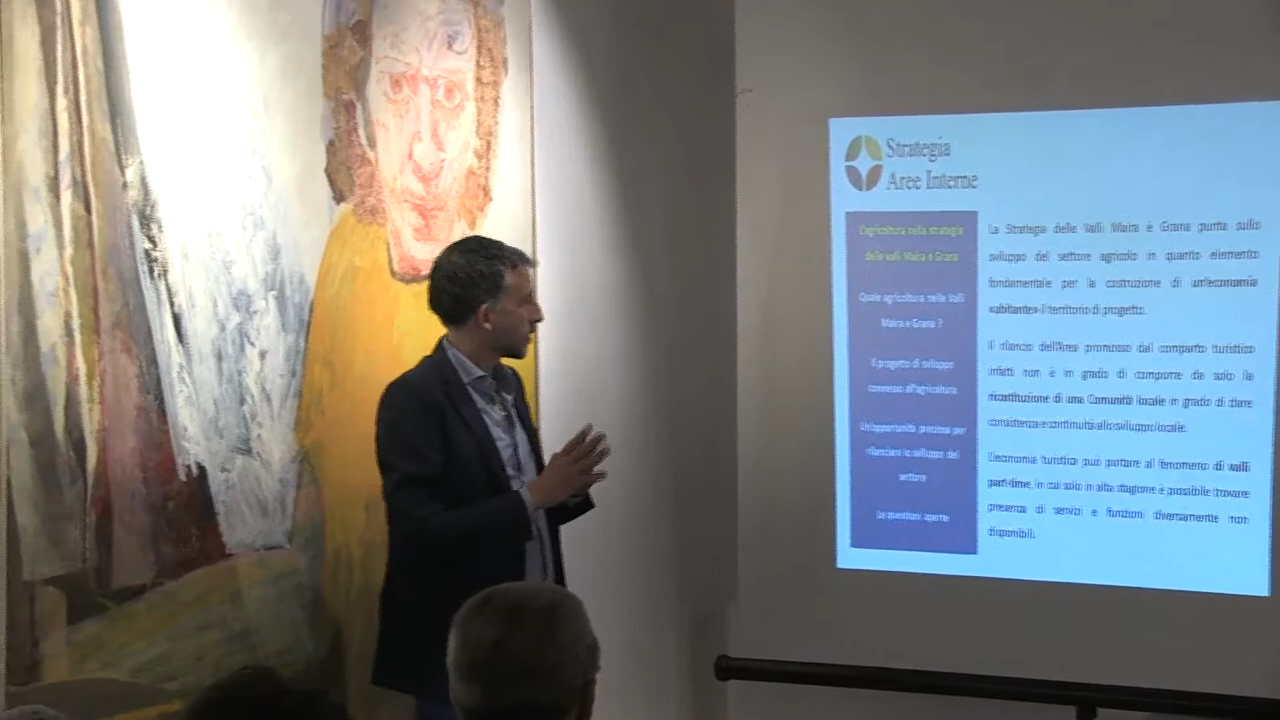 Strategia
Aree Interne
L'agricoltura nella strategia
delle valli Maira e Grana
Quale agricoltura nelle Valli
Maira e Grana ?
Il progetto di sviluppo
connesso all'agricoltura
Un'opportunità preziosa per
rilanciare lo sviluppo del
settore
Le questioni aperte
La Strategia delle Valli Maira è Grana punta sullo
sviluppo del settore agricolo in quanto elemento
fondamentale per la costruzione di un'economia
«abitante» il territorio di progetto.
Il rilancio dell'Area promosso dal comparto turistico
infatti non è in grado di comporre da solo la
ricostituzione di una Comunità locale in grado di dare
consistenza e continuità allo sviluppo locale.
L'economia turistica può portare al fenomeno di valli
part-time, in cui solo in alta stagione è possibile trovare
presenza di servizi e funzioni diversamente non
disponibili.